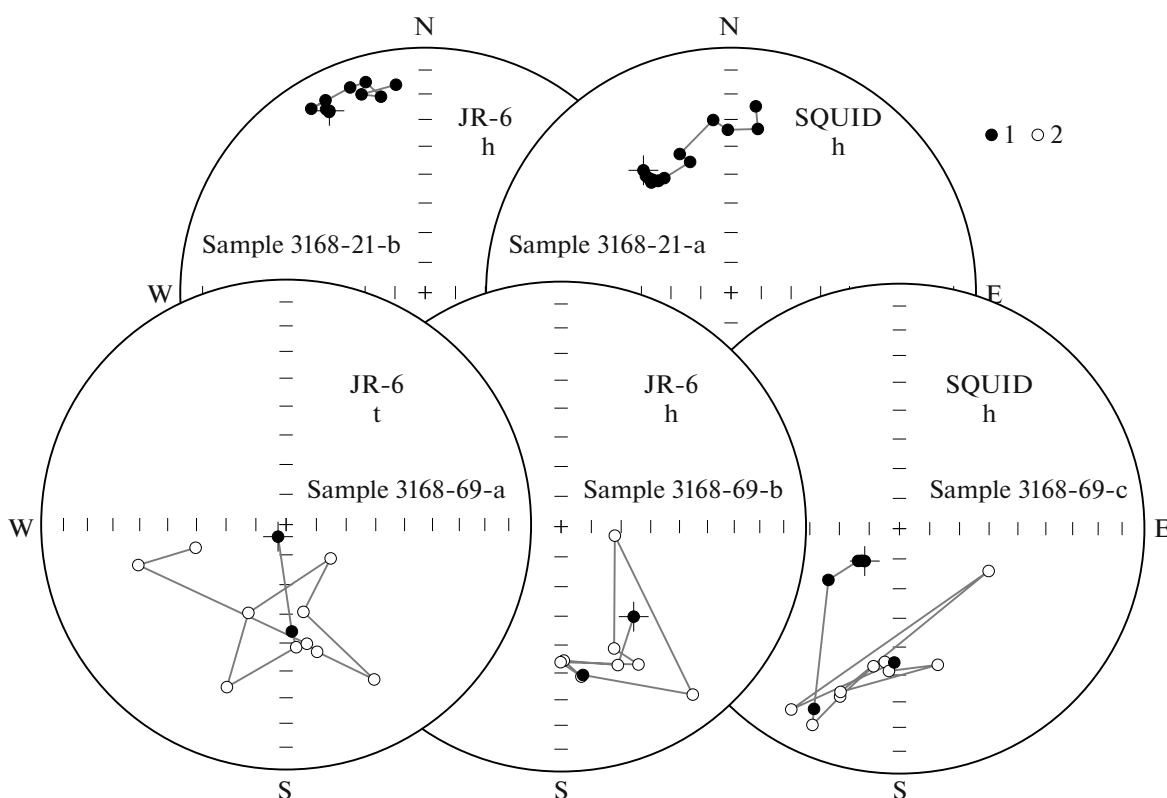 N
N
JR-6
h
SQUID
h
1 2
Sample 3168-21-b
Sample 3168-21-a
W
E
JR-6
t
JR-6
h
SQUID
h
Sample 3168-69-a
Sample 3168-69-b
Sample 3168-69-c
W
E
S
S
S